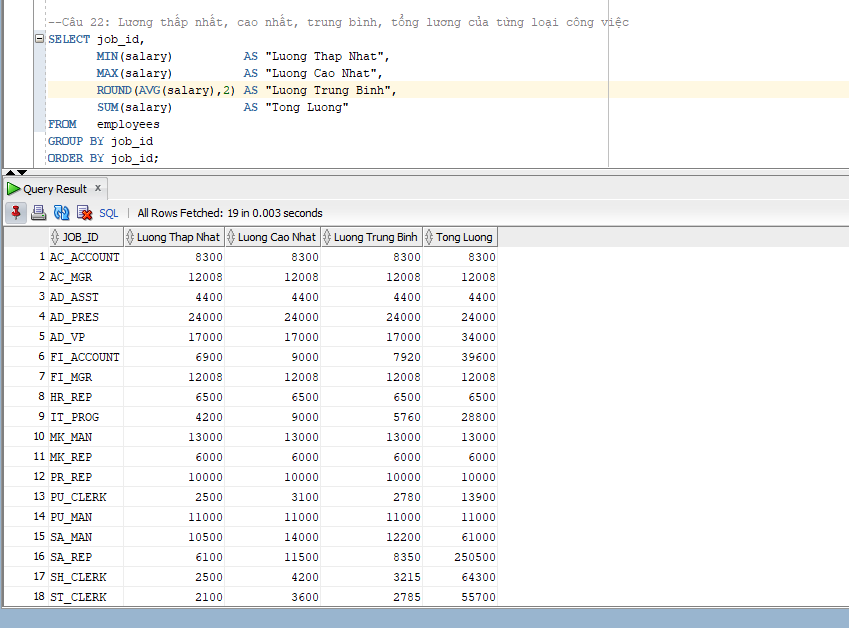 --Câu 22: Lương thấp nhất, cao nhất, trung bình, tổng lương của từng loại công việc
SELECT job_id,
MIN(salary) AS "Luong Thap Nhat",
MAX(salary) AS "Luong Cao Nhat",
ROUND(AVG(salary),2) AS "Luong Trung Binh",
SUM(salary) AS "Tong Luong"
FROM employees
GROUP BY job_id
ORDER BY job_id;
Query Result x
SQL | All Rows Fetched: 19 in 0.003 seconds
JOB_ID Luong Thap Nhat Luong Cao Nhat Luong Trung Binh Tong Luong
1 AC_ACCOUNT 8300 8300 8300 8300
2 AC_MGR 12008 12008 12008 12008
3 AD_ASST 4400 4400 4400 4400
4 AD_PRES 24000 24000 24000 24000
5 AD_VP 17000 17000 17000 34000
6 FI_ACCOUNT 6900 9000 7920 39600
7 FI_MGR 12008 12008 12008 12008
8 HR_REP 6500 6500 6500 6500
9 IT_PROG 4200 9000 5760 28800
10 MK_MAN 13000 13000 13000 13000
11 MK_REP 6000 6000 6000 6000
12 PR_REP 10000 10000 10000 10000
13 PU_CLERK 2500 3100 2780 13900
14 PU_MAN 11000 11000 11000 11000
15 SA_MAN 10500 14000 12200 61000
16 SA_REP 6100 11500 8350 250500
17 SH_CLERK 2500 4200 3215 64300
18 ST_CLERK 2100 3600 2785 55700